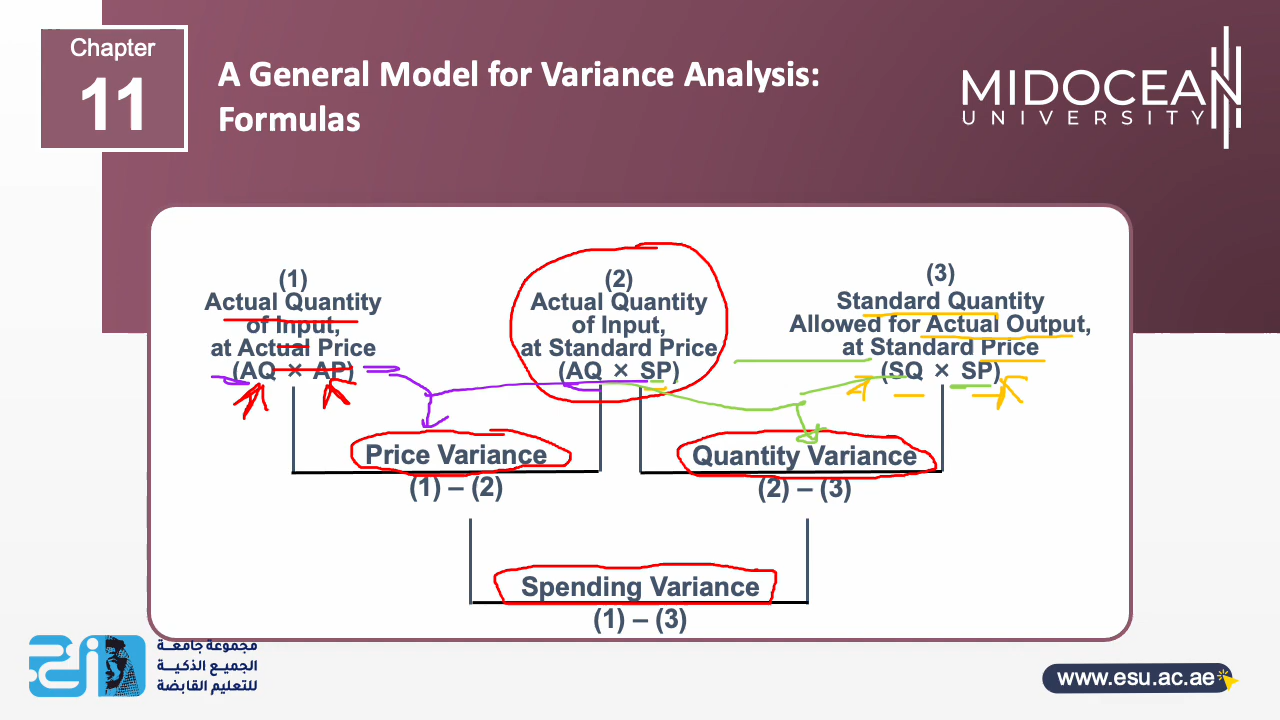 Chapter
11
A General Model for Variance Analysis:
Formulas
MIDOCEAN
UNIVERSITY
(1)
Actual Quantity
of Input,
at Actual Price
(AQ × AP)
(2)
Actual Quantity
of Input,
at Standard Price
(AQ × SP)
(3)
Standard Quantity
Allowed for Actual Output,
at Standard Price
(SQ × SP)
Price Variance
(1) – (2)
Quantity Variance
(2) – (3)
Spending Variance
(1) – (3)
مجموعة جامعة
الجميع الذكية
للتعليم القابضة
www.esu.ac.ae